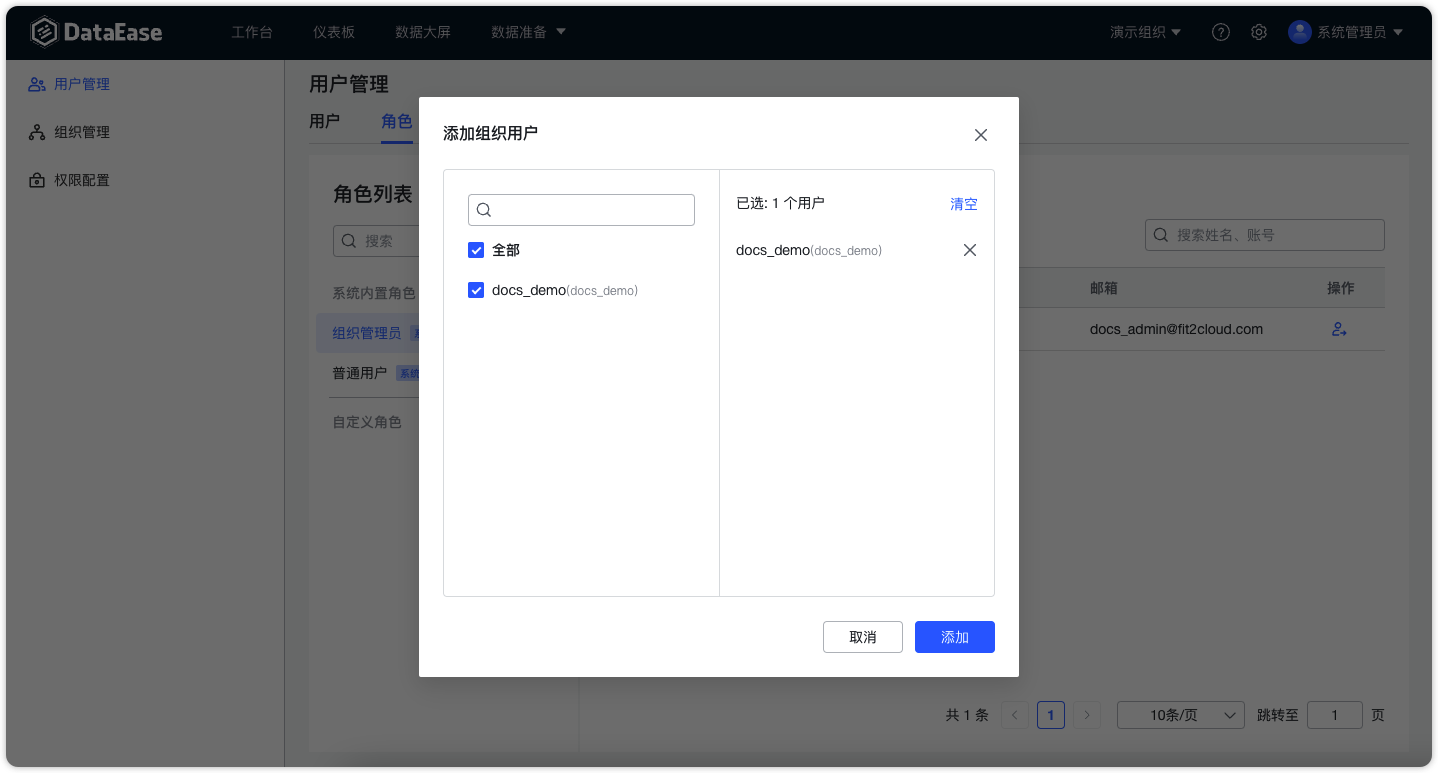 DataEase 工作台 仪表板 数据大屏 数据准备 演示组织 系统管理员
用户管理
组织管理
权限配置
用户管理
用户 角色
角色列表
搜索
系统内置角色
组织管理员
普通用户 系统
自定义角色
搜索姓名、账号
邮箱 操作
docs_admin@fit2cloud.com
共 1 条 1 10条/页 跳转至 1 页
添加组织用户
全部
docs_demo(docs_demo)
已选: 1 个用户 清空
docs_demo(docs_demo)
取消 添加